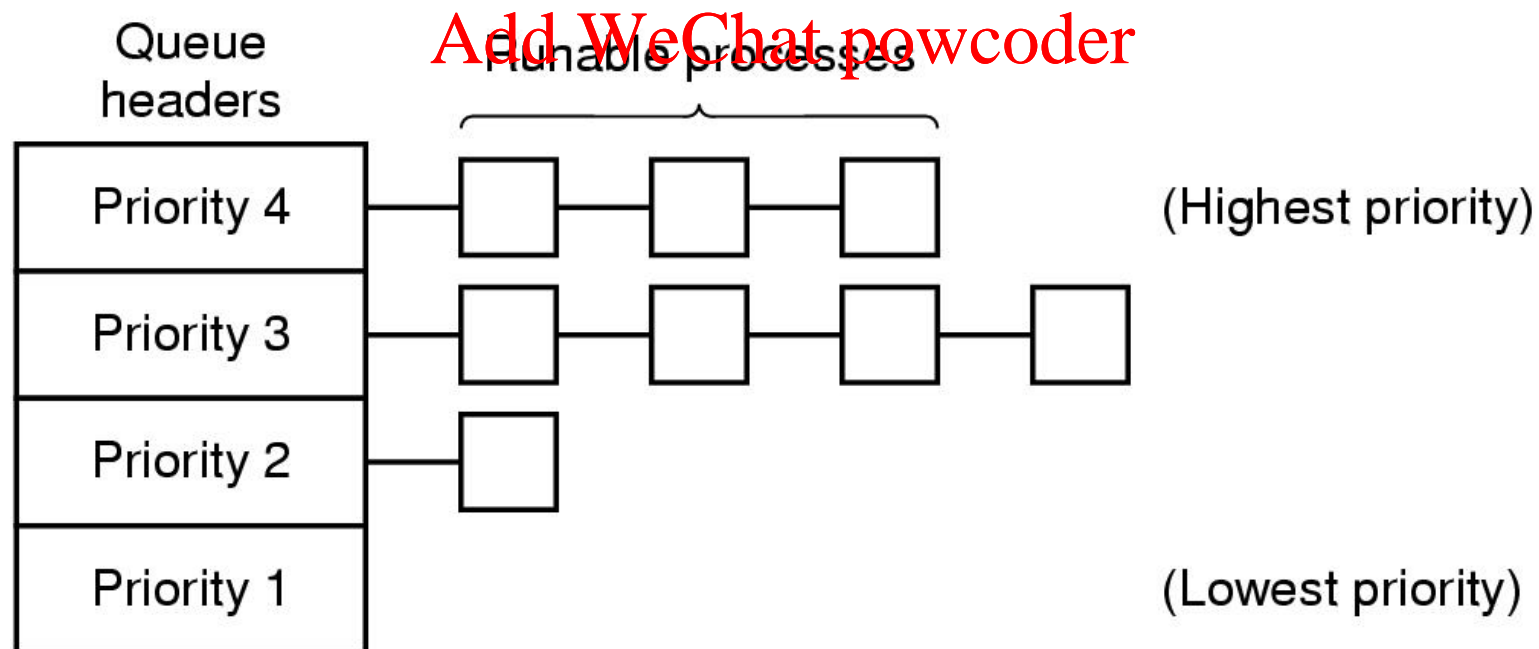 Queue
headers
Add WeChat powcoder
Runable processes
Priority 4
(Highest priority)
Priority 3
Priority 2
Priority 1
(Lowest priority)